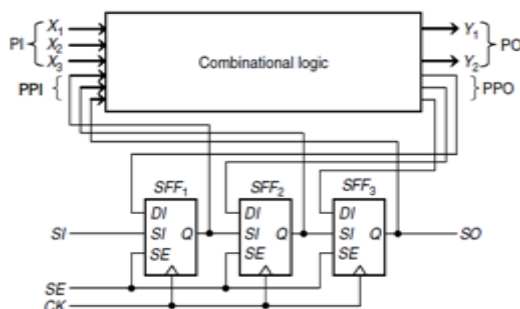 PI X1 Y1 PO
X2
X3 Combinational logic Y2
PPI PPO
SFF1 SFF2 SFF3
DI DI DI
SI SI Q SI Q SI Q SO
SE SE SE
SE
CK